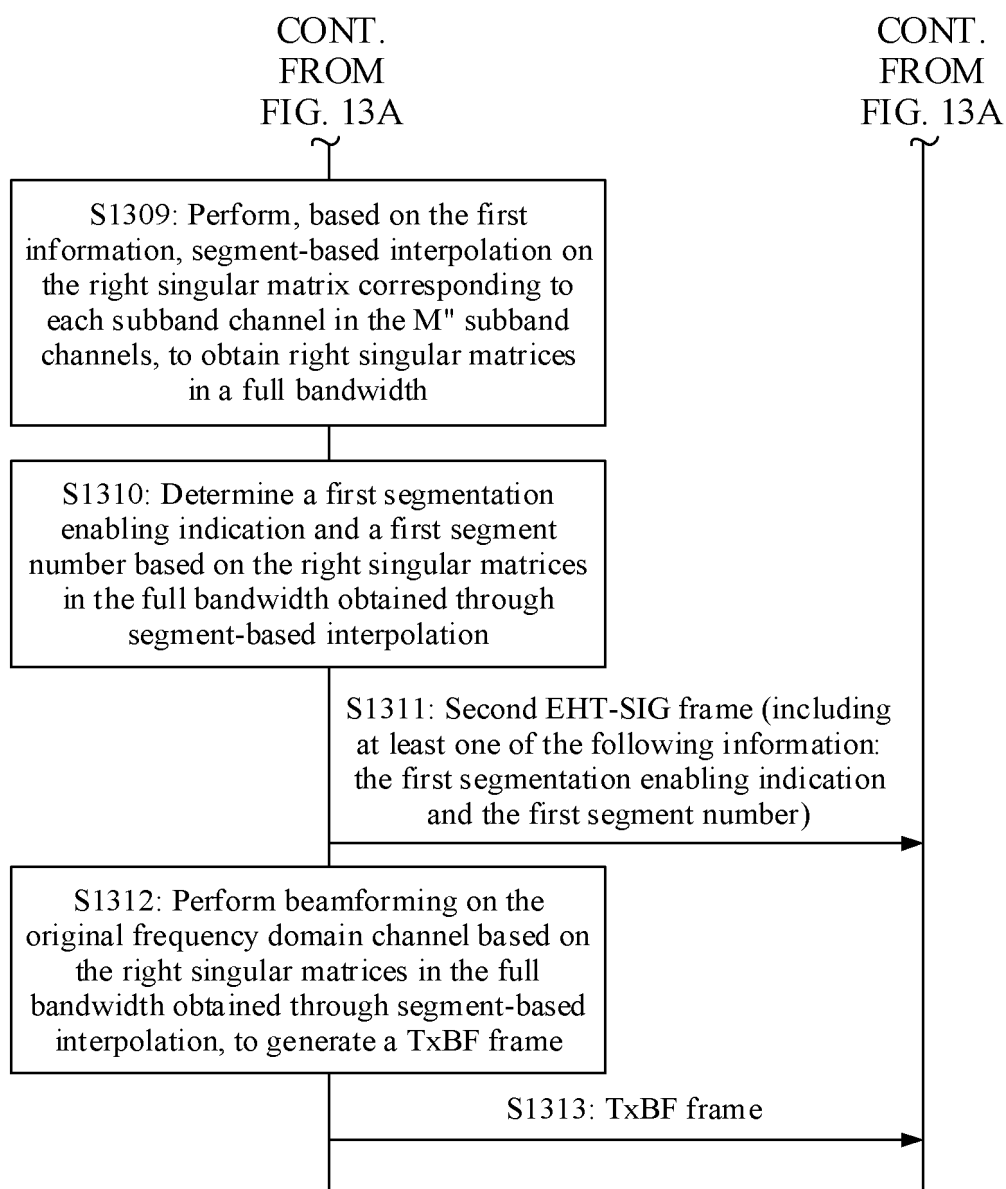 CONT.
FROM
FIG. 13A
CONT.
FROM
FIG. 13A
S1309: Perform, based on the first
information, segment-based interpolation on
the right singular matrix corresponding to
each subband channel in the M" subband
channels, to obtain right singular matrices
in a full bandwidth
S1310: Determine a first segmentation
enabling indication and a first segment
number based on the right singular matrices
in the full bandwidth obtained through
segment-based interpolation
S1311: Second EHT-SIG frame (including
at least one of the following information:
the first segmentation enabling indication
and the first segment number)
S1312: Perform beamforming on the
original frequency domain channel based on
the right singular matrices in the full
bandwidth obtained through segment-based
interpolation, to generate a TxBF frame
S1313: TxBF frame